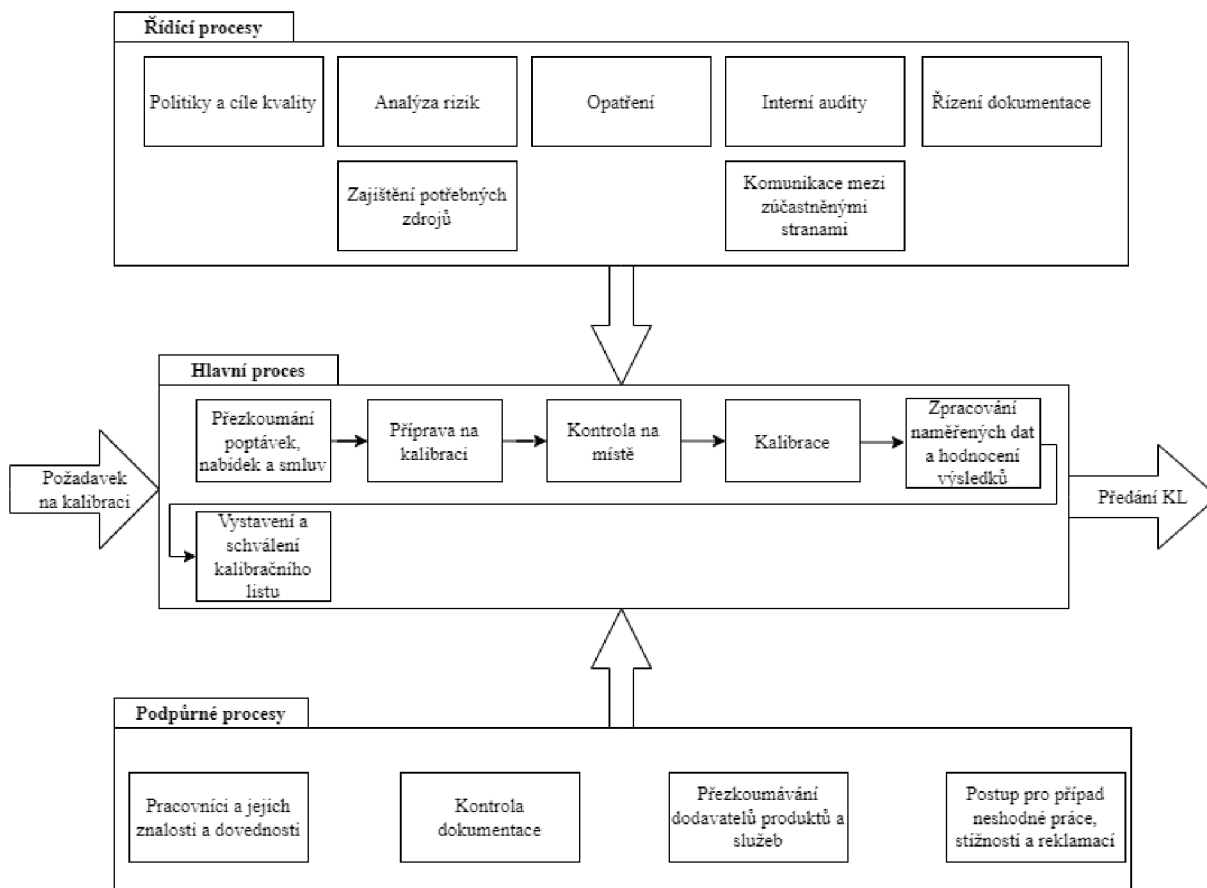 Řídící procesy
Politiky a cíle kvality
Analýza rizik
Opatření
Interní audity
Řízení dokumentace
Zajištění potřebných
zdrojů
Komunikace mezi
zúčastněnými
stranami
Hlavní proces
Požadavek
na kalibraci
Přezkoumání
poptávek,
nabídek a smluv
Příprava na
kalibraci
Kontrola na
místě
Kalibrace
Zpracování
naměřených dat
a hodnocení
výsledků
Předání KL
Vystavení a
schválení
kalibračního
listu
Podpůrné procesy
Pracovníci a jejich
znalosti a dovednosti
Kontrola
dokumentace
Přezkoumávání
dodavatelů produktů a
služeb
Postup pro případ
neshodné práce,
stížností a reklamací